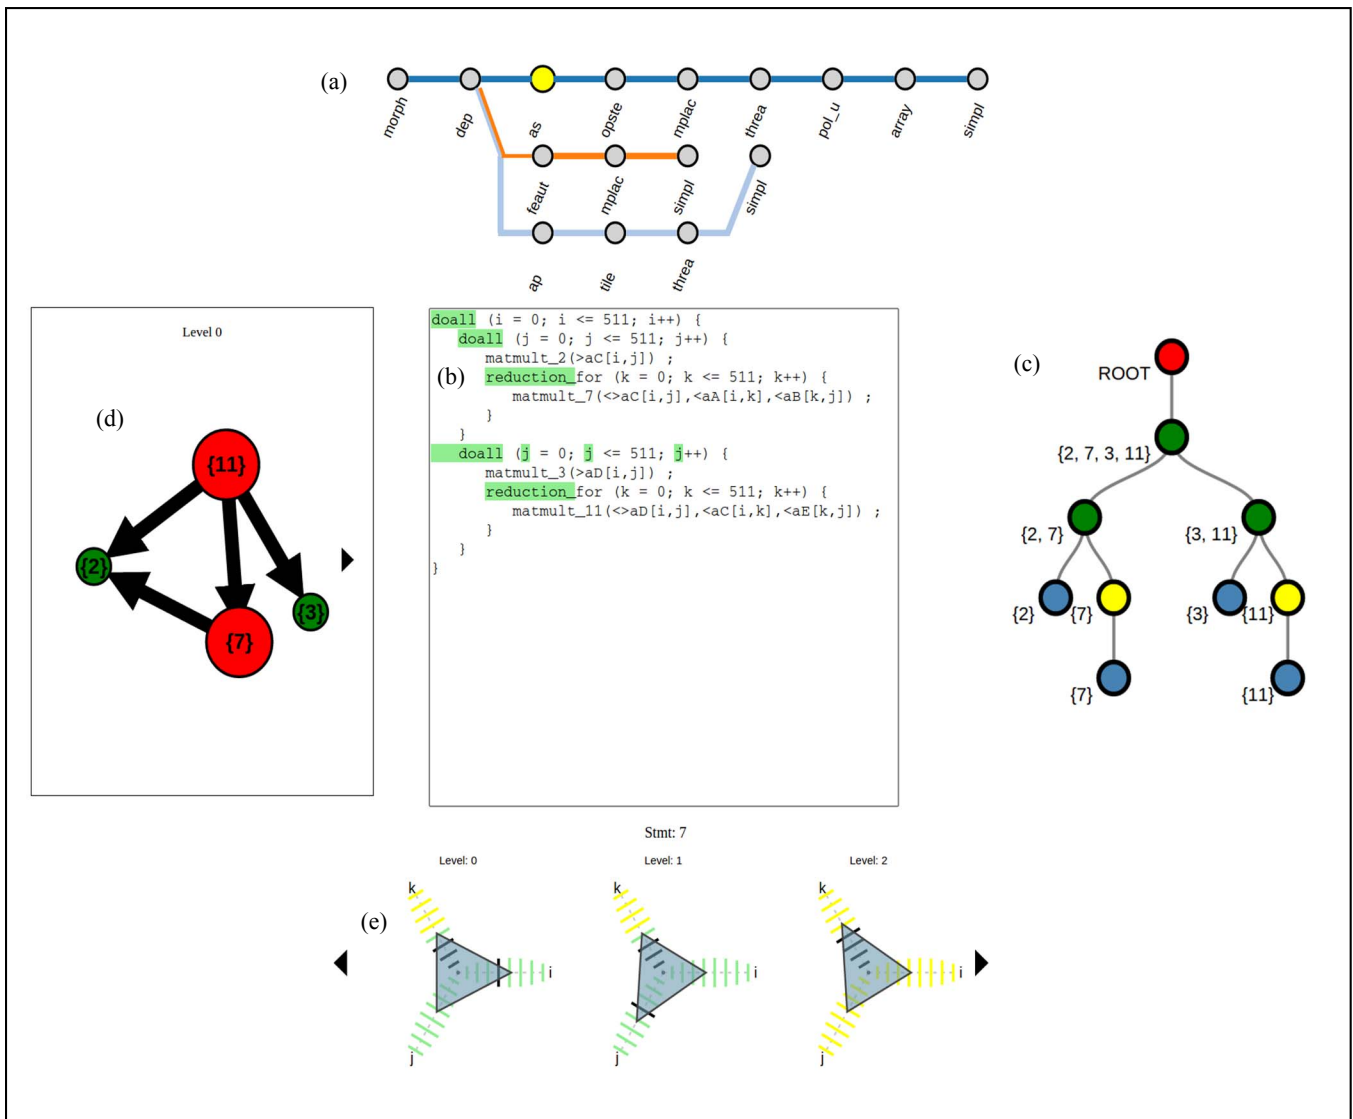 (a)
morph
dep
as
opste
mplac
threa
pol_u
array
simpl
feaut
mplac
simpl
simpl
ap
tile
threa
Level 0
(d)
{11}
{2}
{3}
{7}
(b)
doall (i = 0; i <= 511; i++) {
doall (j = 0; j <= 511; j++) {
matmult_2(>aC[i,j]) ;
reduction_for (k = 0; k <= 511; k++) {
matmult_7(<>aC[i,j],<aA[i,k],<aB[k,j]) ;
}
}
doall (j = 0; j <= 511; j++) {
matmult_3(>aD[i,j]) ;
reduction_for (k = 0; k <= 511; k++) {
matmult_11(<>aD[i,j],<aC[i,k],<aE[k,j]) ;
}
}
}
(c)
ROOT
{2, 7, 3, 11}
{2, 7}
{3, 11}
{2}
{7}
{3}
{11}
{7}
{11}
Stmt: 7
(e)
Level: 0
k
i
j
Level: 1
k
i
j
Level: 2
k
i
j